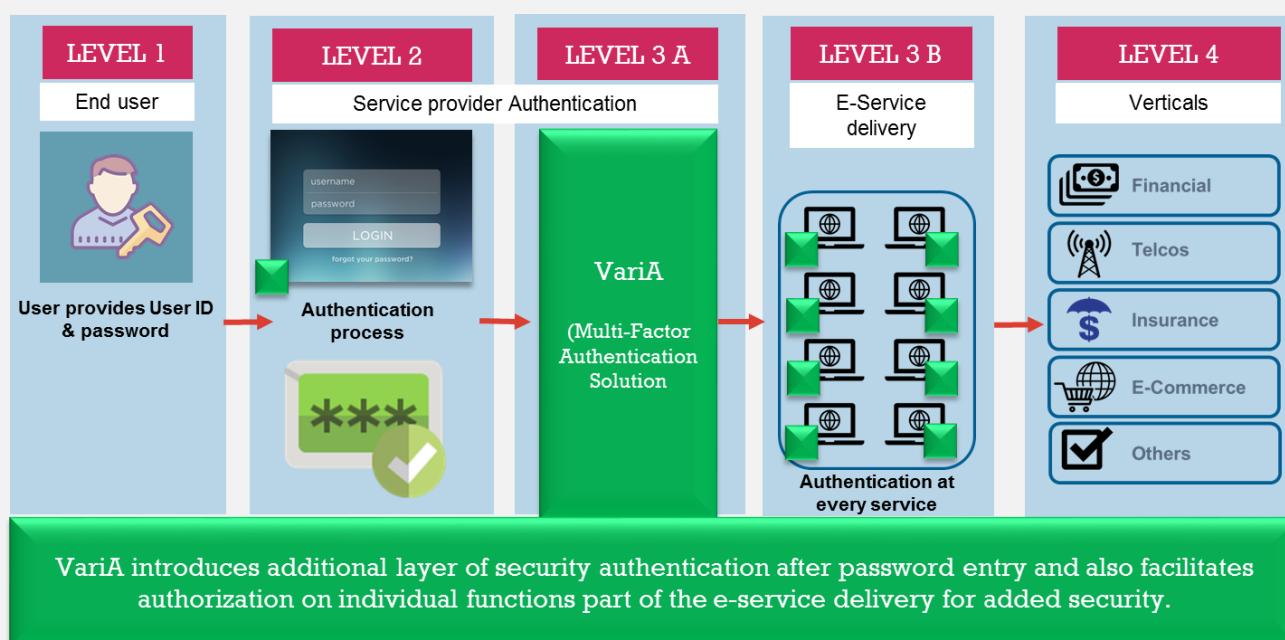 LEVEL 1
End user
User provides User ID
& password
LEVEL 2
LEVEL 3 A
Service provider Authentication
username
password
LOGIN
forgot your password?
Authentication
process
***
VariA
(Multi-Factor
Authentication
Solution
LEVEL 3 B
E-Service
delivery
Authentication at
every service
LEVEL 4
Verticals
Financial
Telcos
Insurance
E-Commerce
Others
VariA introduces additional layer of security authentication after password entry and also facilitates
authorization on individual functions part of the e-service delivery for added security.